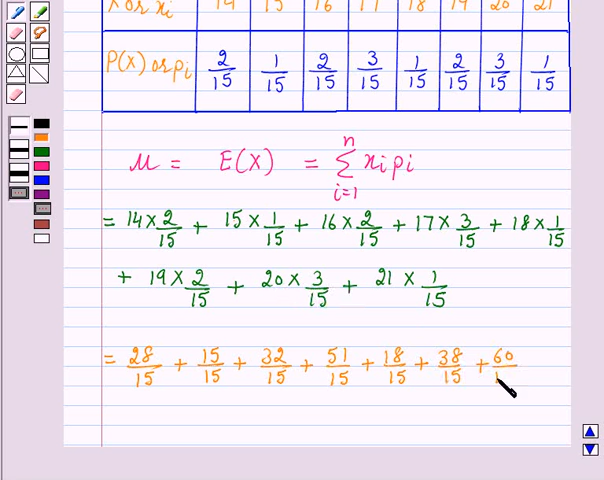 X or xi 14 15 16 17 18 19 20 21
P(X) or pi 2/15 1/15 2/15 3/15 1/15 2/15 3/15 1/15
μ = E(X) = n∑i=1 xi pi
= 14 × 2/15 + 15 × 1/15 + 16 × 2/15 + 17 × 3/15 + 18 × 1/15
+ 19 × 2/15 + 20 × 3/15 + 21 × 1/15
= 28/15 + 15/15 + 32/15 + 51/15 + 18/15 + 38/15 + 60/1